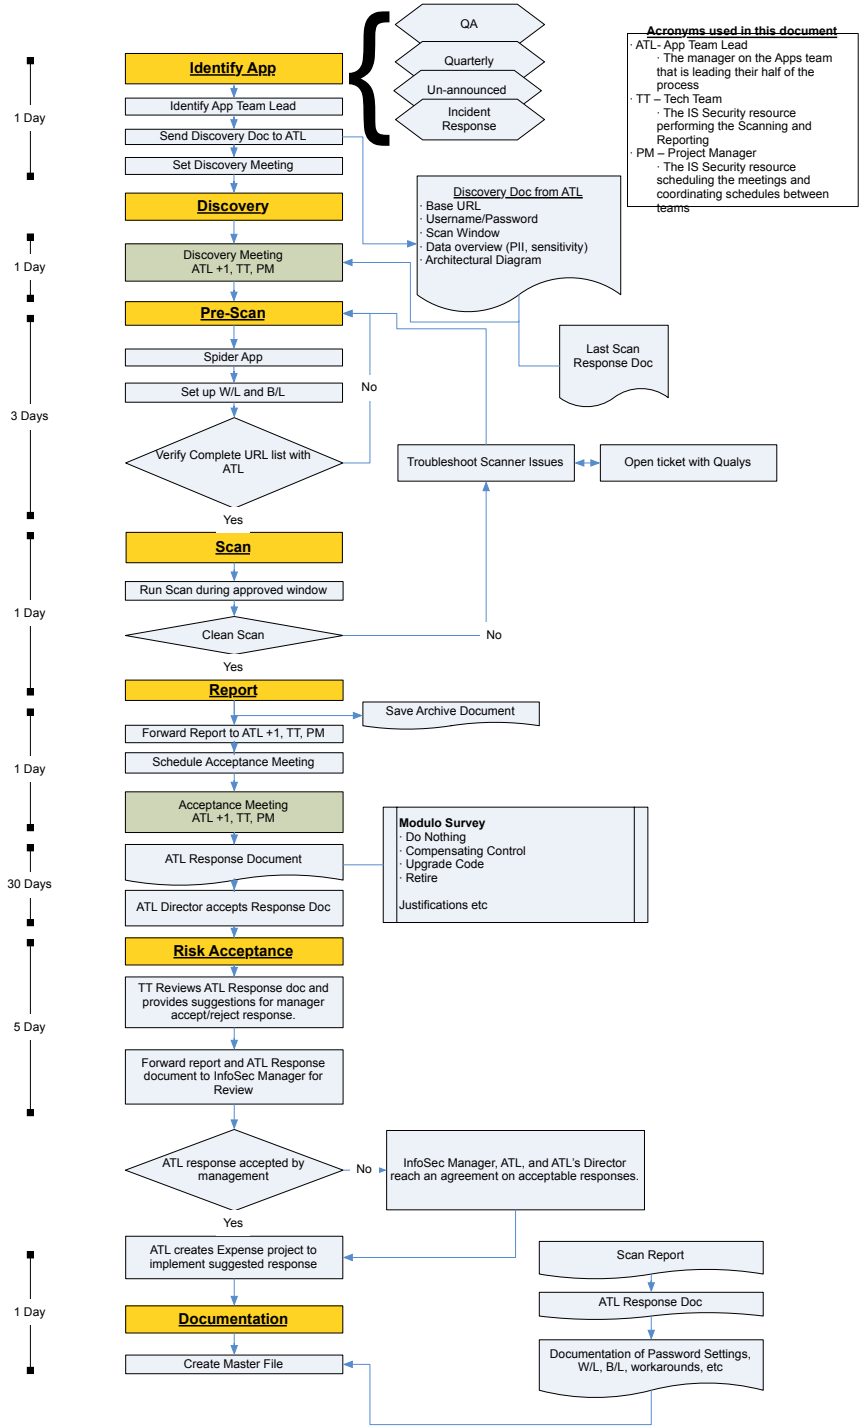 QA
Quarterly
Un-announced
Incident
Response
Acronyms used in this document
· ATL- App Team Lead
· The manager on the Apps team
that is leading their half of the
process
· TT – Tech Team
· The IS Security resource
performing the Scanning and
Reporting
· PM – Project Manager
· The IS Security resource
scheduling the meetings and
coordinating schedules between
teams
1 Day
Identify App
Identify App Team Lead
Send Discovery Doc to ATL
Set Discovery Meeting
Discovery
Discovery Doc from ATL
· Base URL
· Username/Password
· Scan Window
· Data overview (PII, sensitivity)
· Architectural Diagram
1 Day
Discovery Meeting
ATL +1, TT, PM
Pre-Scan
Last Scan
Response Doc
3 Days
Spider App
Set up W/L and B/L
No
Verify Complete URL list with
ATL
Troubleshoot Scanner Issues
Open ticket with Qualys
Yes
Scan
1 Day
Run Scan during approved window
Clean Scan
No
Yes
Report
Save Archive Document
1 Day
Forward Report to ATL +1, TT, PM
Schedule Acceptance Meeting
Acceptance Meeting
ATL +1, TT, PM
Modulo Survey
· Do Nothing
· Compensating Control
· Upgrade Code
· Retire
Justifications etc
30 Days
ATL Response Document
ATL Director accepts Response Doc
Risk Acceptance
5 Day
TT Reviews ATL Response doc and
provides suggestions for manager
accept/reject response.
Forward report and ATL Response
document to InfoSec Manager for
Review
ATL response accepted by
management
No
InfoSec Manager, ATL, and ATL's Director
reach an agreement on acceptable responses.
Yes
ATL creates Expense project to
implement suggested response
1 Day
Documentation
Create Master File
Scan Report
ATL Response Doc
Documentation of Password Settings,
W/L, B/L, workarounds, etc